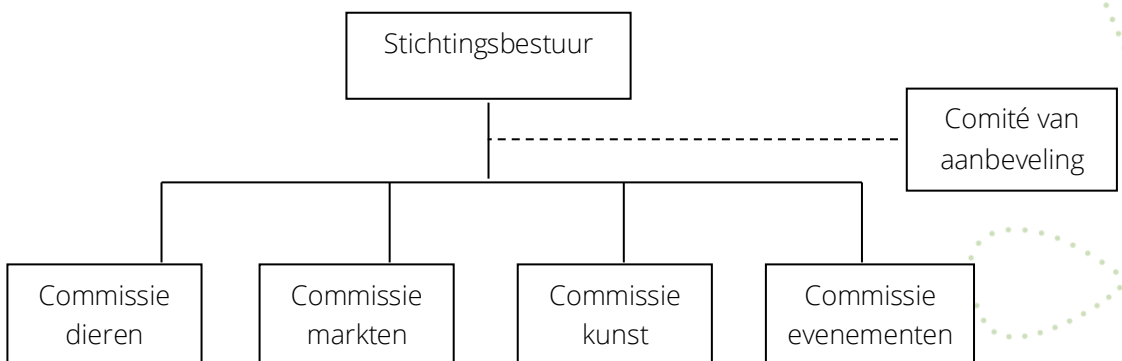 Stichtingsbestuur
Comité van
aanbeveling
Commissie
dieren
Commissie
markten
Commissie
kunst
Commissie
evenementen